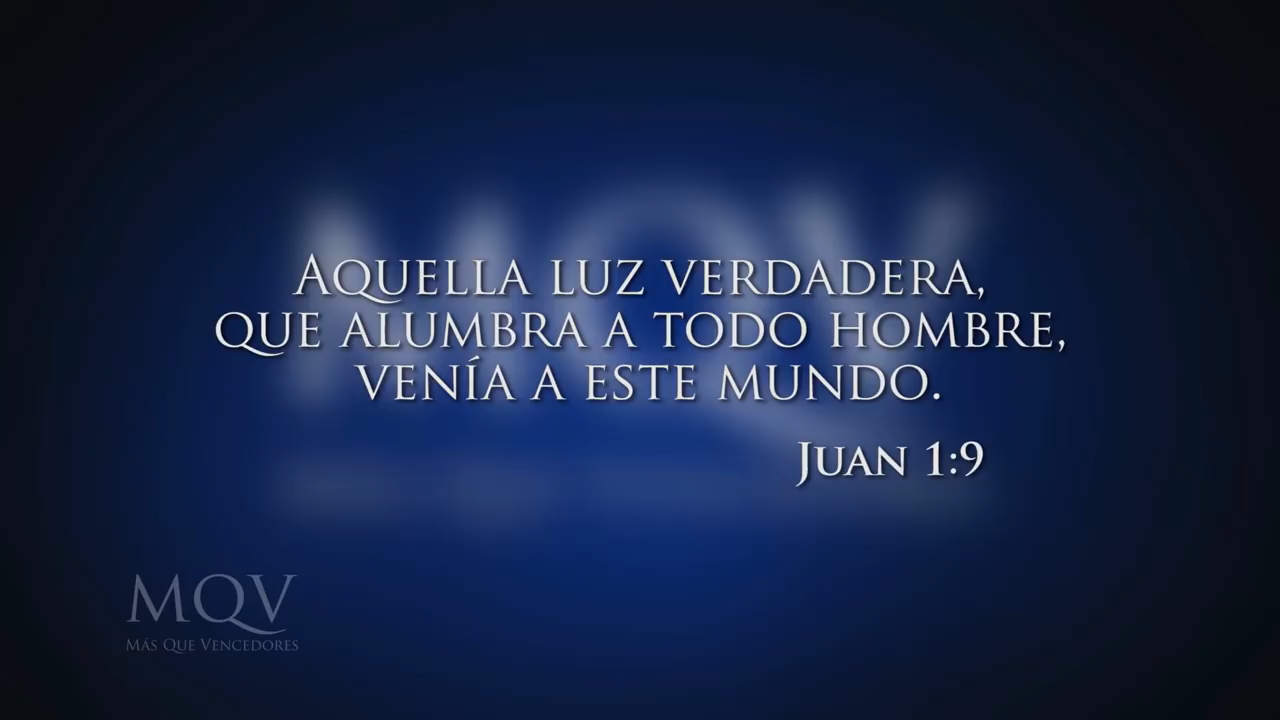 Aquella luz verdadera,
que alumbra a todo hombre,
venía a este mundo.
Juan 1:9
MQV
Más Que Vencedores